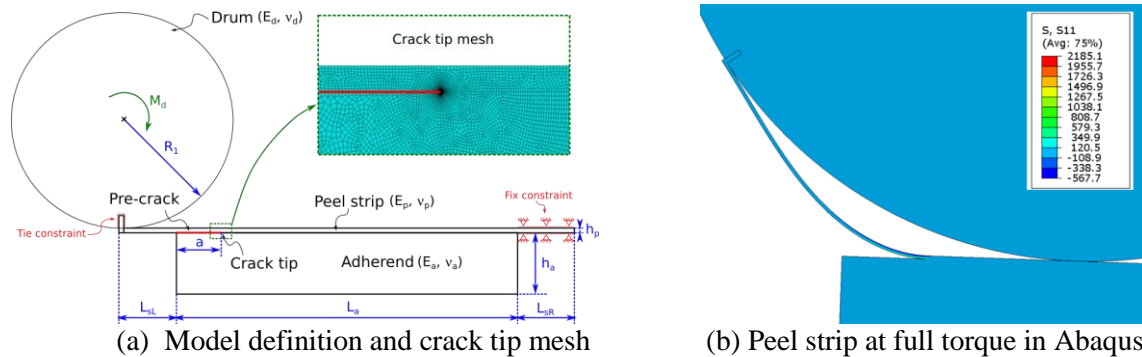 Drum (E_d, ν_d)
Crack tip mesh
M_d
R_1
Pre-crack
Peel strip (E_p, ν_p)
Fix constraint
Tie constraint
a
h_p
Crack tip
Adherend (E_a, ν_a)
h_a
L_sL
L_a
L_sR
(a) Model definition and crack tip mesh
S, S11
(Avg: 75%)
2185.1
1955.7
1726.3
1496.9
1267.5
1038.1
808.7
579.3
349.9
120.5
-108.9
-338.3
-567.7
(b) Peel strip at full torque in Abaqus